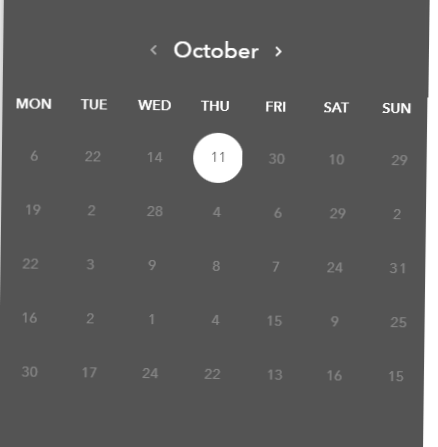 ‹ October ›
MON TUE WED THU FRI SAT SUN
6 22 14 11 30 10 29
19 2 28 4 6 29 2
22 3 9 8 7 24 31
16 2 1 4 15 9 25
30 17 24 22 13 16 15